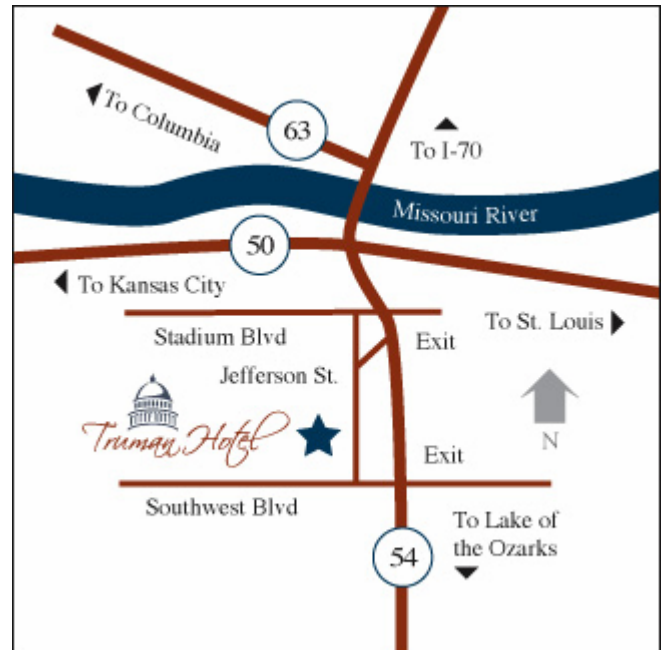 To Columbia
63
To I-70
Missouri River
50
To Kansas City
To St. Louis
Stadium Blvd
Exit
Jefferson St.
Truman Hotel
N
Exit
Southwest Blvd
To Lake of
the Ozarks
54